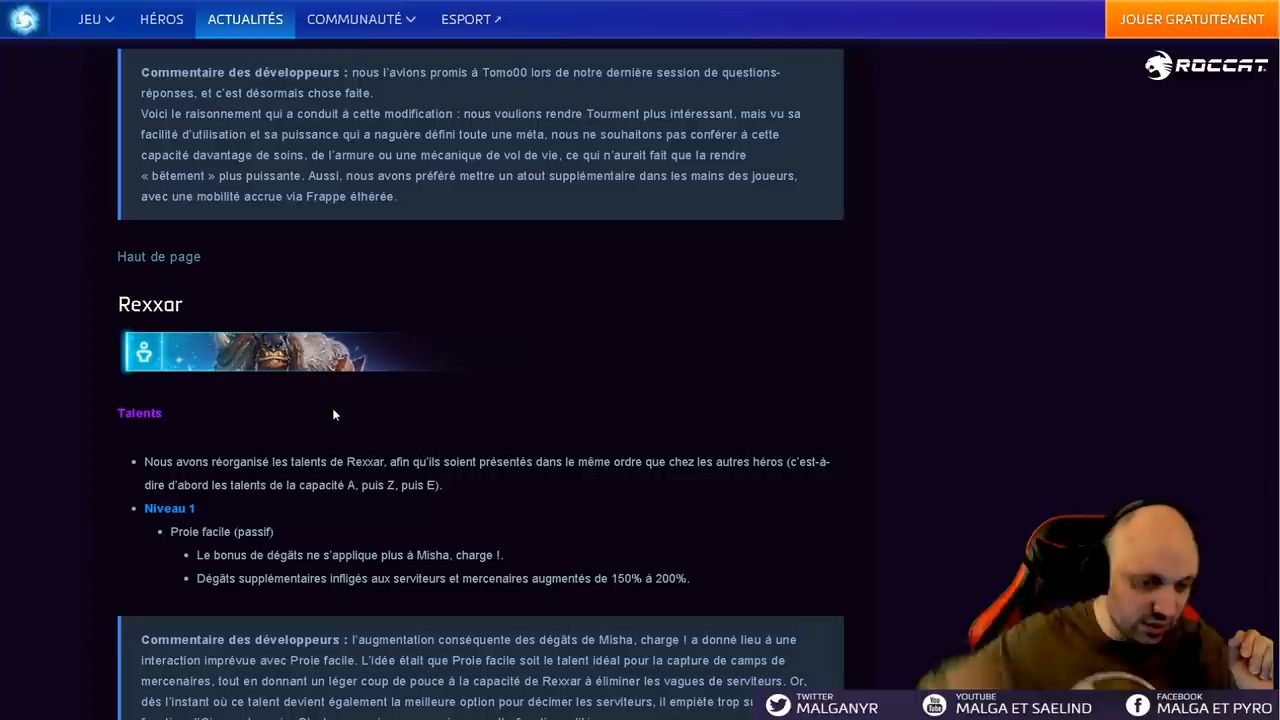 JEU HÉROS ACTUALITÉS COMMUNAUTÉ ESPORT JOUER GRATUITEMENT
ROCCAT
Commentaire des développeurs : nous l'avions promis à Tomo00 lors de notre dernière session de questions-
réponses, et c'est désormais chose faite.
Voici le raisonnement qui a conduit à cette modification : nous voulions rendre Tourment plus intéressant, mais vu sa
facilité d'utilisation et sa puissance qui a naguère défini toute une méta, nous ne souhaitons pas conférer à cette
capacité davantage de soins, de l'armure ou une mécanique de vol de vie, ce qui n'aurait fait que la rendre
« bêtement » plus puissante. Aussi, nous avons préféré mettre un atout supplémentaire dans les mains des joueurs,
avec une mobilité accrue via Frappe éthérée.
Haut de page
Rexxar
Talents
Nous avons réorganisé les talents de Rexxar, afin qu'ils soient présentés dans le même ordre que chez les autres héros (c'est-à-
dire d'abord les talents de la capacité A, puis Z, puis E).
Niveau 1
Proie facile (passif)
Le bonus de dégâts ne s'applique plus à Misha, charge !.
Dégâts supplémentaires infligés aux serviteurs et mercenaires augmentés de 150% à 200%.
Commentaire des développeurs : l'augmentation conséquente des dégâts de Misha, charge ! a donné lieu à une
interaction imprévue avec Proie facile. L'idée était que Proie facile soit le talent idéal pour la capture de camps de
mercenaires, tout en donnant un léger coup de pouce à la capacité de Rexxar à éliminer les vagues de serviteurs. Or,
dès l'instant où ce talent devient également la meilleure option pour décimer les serviteurs, il empiète trop su
TWITTER
MALGANYR
YOUTUBE
MALGA ET SAELIND
FACEBOOK
MALGA ET PYRO